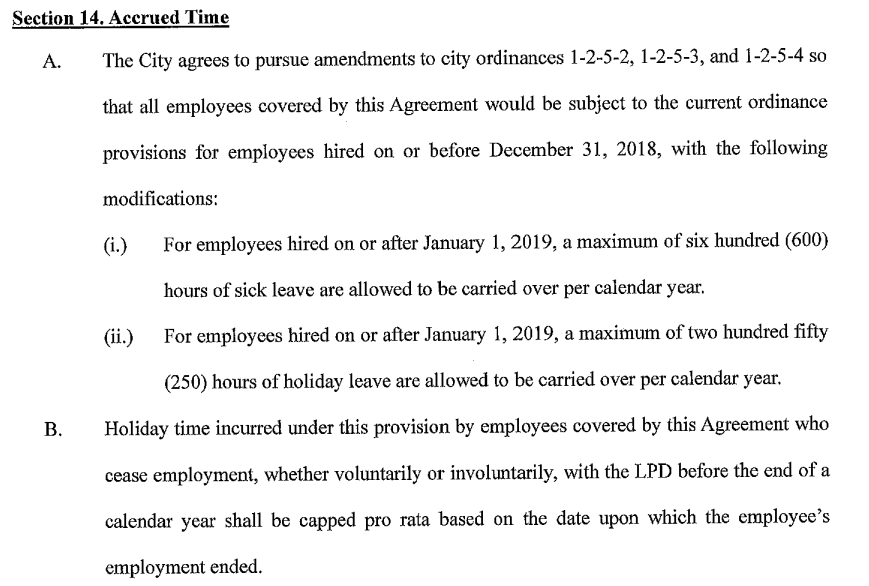 Section 14. Accrued Time
A. The City agrees to pursue amendments to city ordinances 1-2-5-2, 1-2-5-3, and 1-2-5-4 so
that all employees covered by this Agreement would be subject to the current ordinance
provisions for employees hired on or before December 31, 2018, with the following
modifications:
(i.) For employees hired on or after January 1, 2019, a maximum of six hundred (600)
hours of sick leave are allowed to be carried over per calendar year.
(ii.) For employees hired on or after January 1, 2019, a maximum of two hundred fifty
(250) hours of holiday leave are allowed to be carried over per calendar year.
B. Holiday time incurred under this provision by employees covered by this Agreement who
cease employment, whether voluntarily or involuntarily, with the LPD before the end of a
calendar year shall be capped pro rata based on the date upon which the employee's
employment ended.